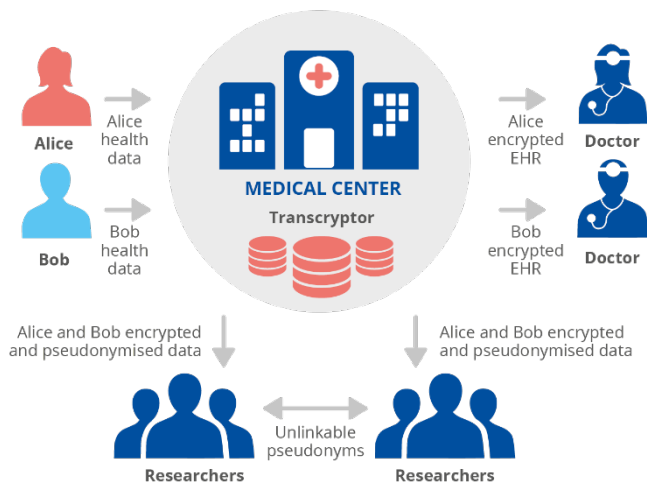 Alice
Alice
health
data
Bob
Bob
health
data
MEDICAL CENTER
Transcryptor
Alice
encrypted
EHR
Doctor
Bob
encrypted
EHR
Doctor
Alice and Bob encrypted
and pseudonymised data
Alice and Bob encrypted
and pseudonymised data
Researchers
Unlinkable
pseudonyms
Researchers